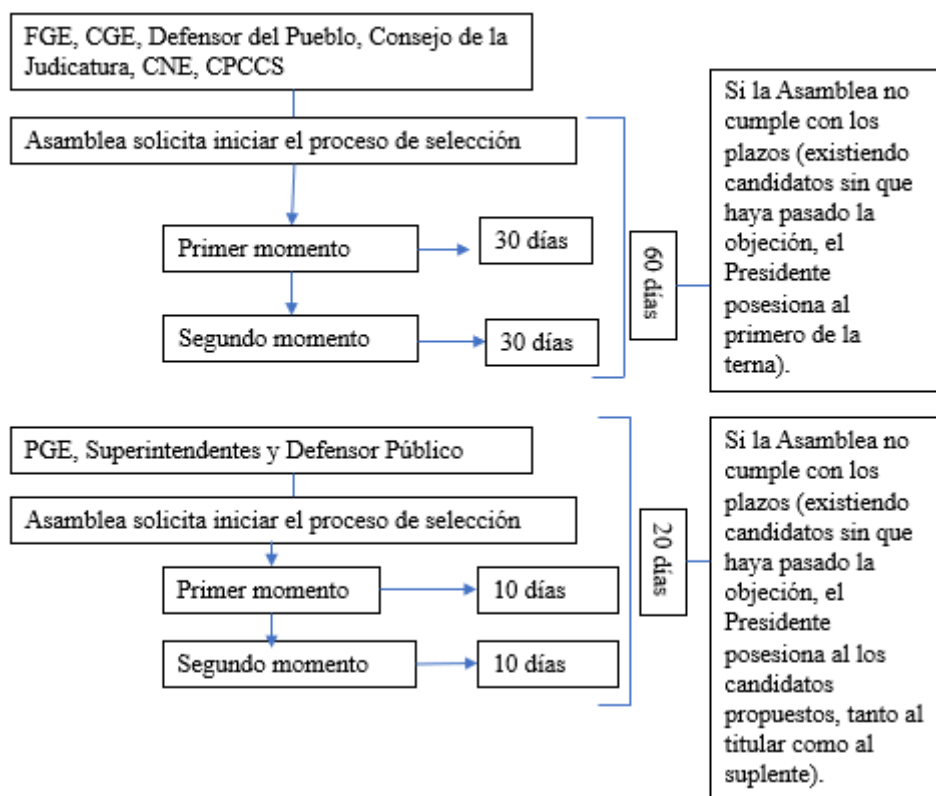 FGE, CGE, Defensor del Pueblo, Consejo de la
Judicatura, CNE, CPCCS
Asamblea solicita iniciar el proceso de selección
Primer momento
30 días
Segundo momento
30 días
60 días
Si la Asamblea no
cumple con los
plazos (existiendo
candidatos sin que
haya pasado la
objeción, el
Presidente
posesiona al
primero de la
terna).
PGE, Superintendentes y Defensor Público
Asamblea solicita iniciar el proceso de selección
Primer momento
10 días
Segundo momento
10 días
20 días
Si la Asamblea no
cumple con los
plazos (existiendo
candidatos sin que
haya pasado la
objeción, el
Presidente
posesiona al los
candidatos
propuestos, tanto al
titular como al
suplente).